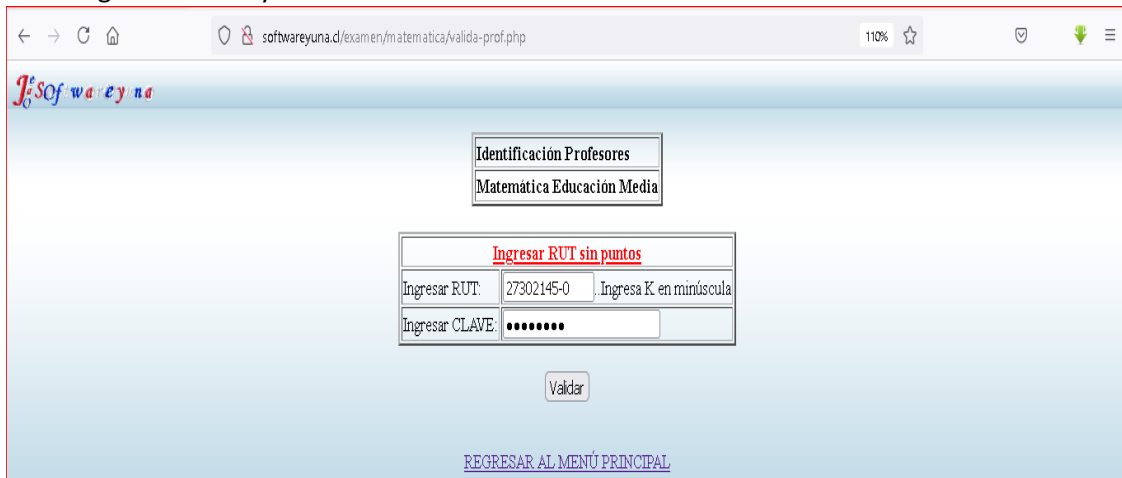 softwareyuna.cl/examen/matematica/valida-prof.php
110%
Softwareyuna
Identificación Profesores
Matemática Educación Media
Ingresar RUT sin puntos
Ingresar RUT: 27302145-0 ..Ingresa K en minúscula
Ingresar CLAVE: ••••••••
Validar
REGRESAR AL MENÚ PRINCIPAL